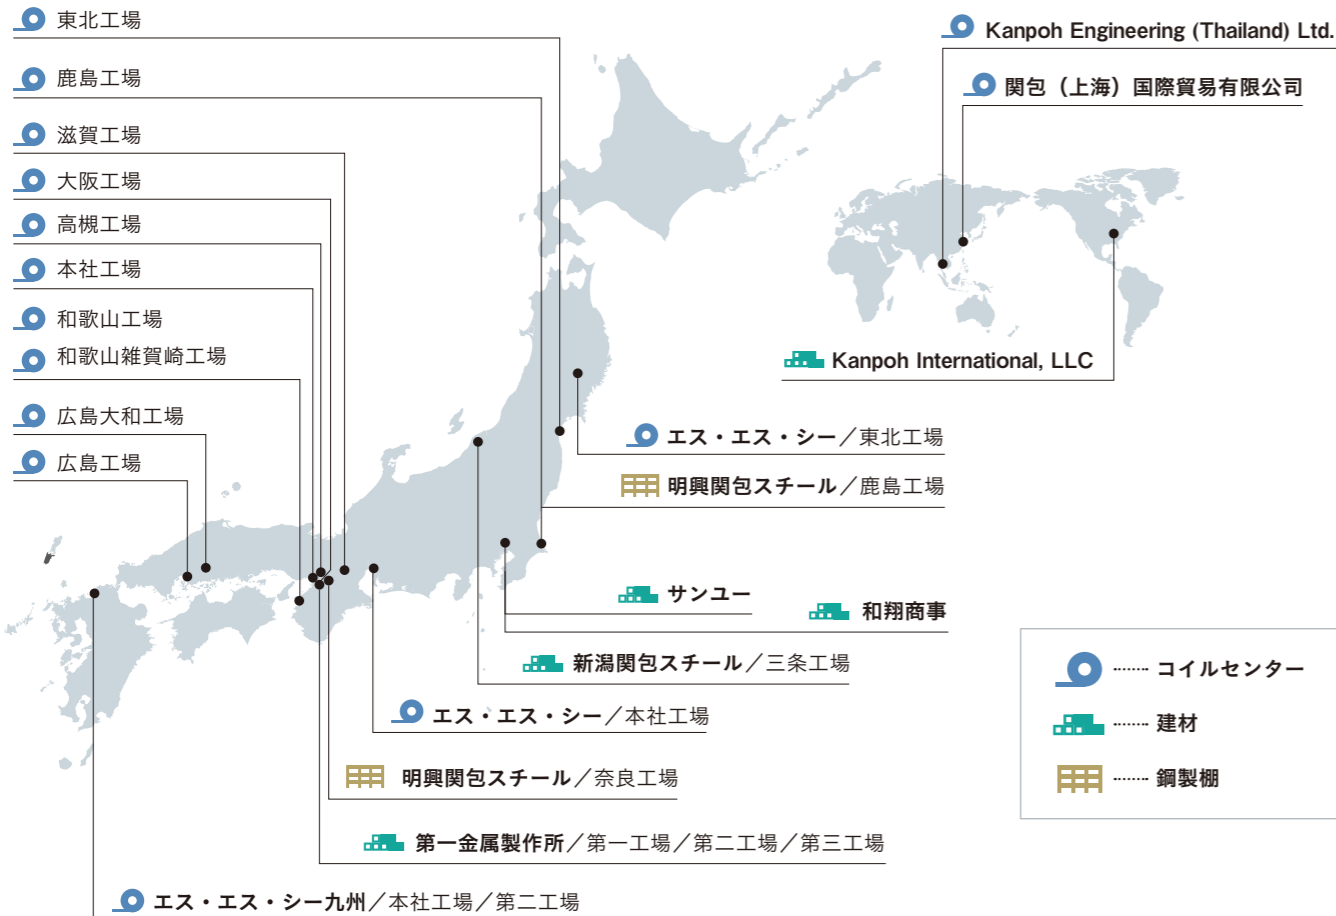 東北工場
鹿島工場
滋賀工場
大阪工場
高槻工場
本社工場
和歌山工場
和歌山雑賀崎工場
広島大和工場
広島工場
Kanpoh Engineering (Thailand) Ltd.
関包（上海）国際貿易有限公司
Kanpoh International, LLC
エス・エス・シー／東北工場
明興関包スチール／鹿島工場
サンユー
和翔商事
新潟関包スチール／三条工場
エス・エス・シー／本社工場
明興関包スチール／奈良工場
第一金属製作所／第一工場／第二工場／第三工場
エス・エス・シー九州／本社工場／第二工場
コイルセンター
建材
鋼製棚